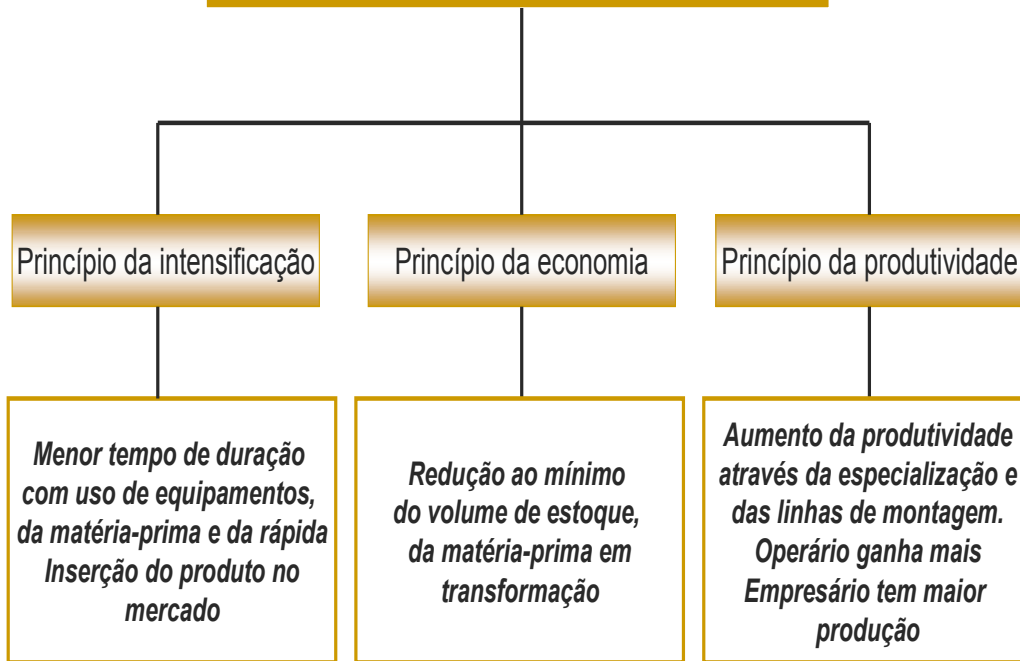 Princípio da intensificação
Princípio da economia
Princípio da produtividade
Menor tempo de duração
com uso de equipamentos,
da matéria-prima e da rápida
Inserção do produto no
mercado
Redução ao mínimo
do volume de estoque,
da matéria-prima em
transformação
Aumento da produtividade
através da especialização e
das linhas de montagem.
Operário ganha mais
Empresário tem maior
produção